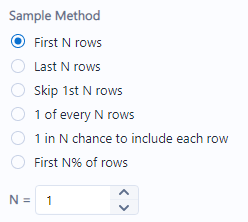 Sample Method
First N rows
Last N rows
Skip 1st N rows
1 of every N rows
1 in N chance to include each row
First N% of rows
N = 1